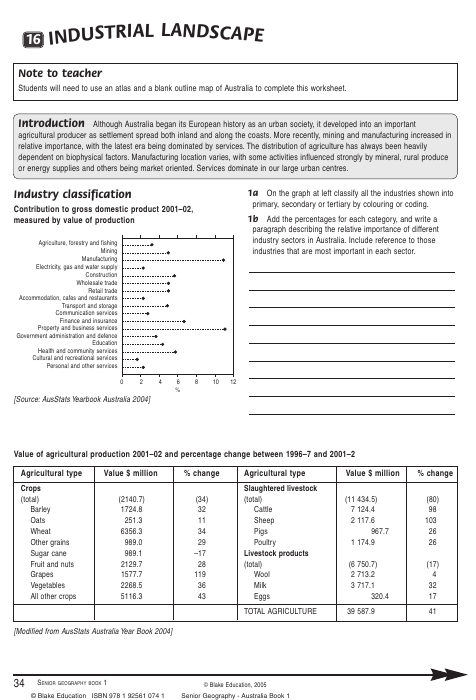 16 INDUSTRIAL LANDSCAPE
Note to teacher
Students will need to use an atlas and a blank outline map of Australia to complete this worksheet.
Introduction Although Australia began its European history as an urban society, it developed into an important
agricultural producer as settlement spread both inland and along the coasts. More recently, mining and manufacturing increased in
relative importance, with the latest era being dominated by services. The distribution of agriculture has always been heavily
dependent on biophysical factors. Manufacturing location varies, with some activities influenced strongly by mineral, rural produce
or energy supplies and others being market oriented. Services dominate in our large urban centres.
Industry classification
Contribution to gross domestic product 2001–02,
measured by value of production
Agriculture, forestry and fishing
Mining
Manufacturing
Electricity, gas and water supply
Construction
Wholesale trade
Retail trade
Accommodation, cafes and restaurants
Transport and storage
Communication services
Finance and insurance
Property and business services
Government administration and defence
Education
Health and community services
Cultural and recreational services
Personal and other services
0 2 4 6 8 10 12
%
[Source: AusStats Yearbook Australia 2004]
1a On the graph at left classify all the industries shown into
primary, secondary or tertiary by colouring or coding.
1b Add the percentages for each category, and write a
paragraph describing the relative importance of different
industry sectors in Australia. Include reference to those
industries that are most important in each sector.
Value of agricultural production 2001–02 and percentage change between 1996–7 and 2001–2
Agricultural type Value $ million % change Agricultural type Value $ million % change
Crops Slaughtered livestock
(total) (2140.7) (34) (total) (11 434.5) (80)
Barley 1724.8 32 Cattle 7 124.4 98
Oats 251.3 11 Sheep 2 117.6 103
Wheat 6356.3 34 Pigs 967.7 26
Other grains 989.0 29 Poultry 1 174.9 26
Sugar cane 989.1 –17 Livestock products
Fruit and nuts 2129.7 28 (total) (6 750.7) (17)
Grapes 1577.7 119 Wool 2 713.2 4
Vegetables 2268.5 36 Milk 3 717.1 32
All other crops 5116.3 43 Eggs 320.4 17
TOTAL AGRICULTURE 39 587.9 41
[Modified from AusStats Australia Year Book 2004]
34 SENIOR GEOGRAPHY BOOK 1 © Blake Education, 2005
© Blake Education ISBN 978 1 92561 074 1 Senior Geography - Australia Book 1